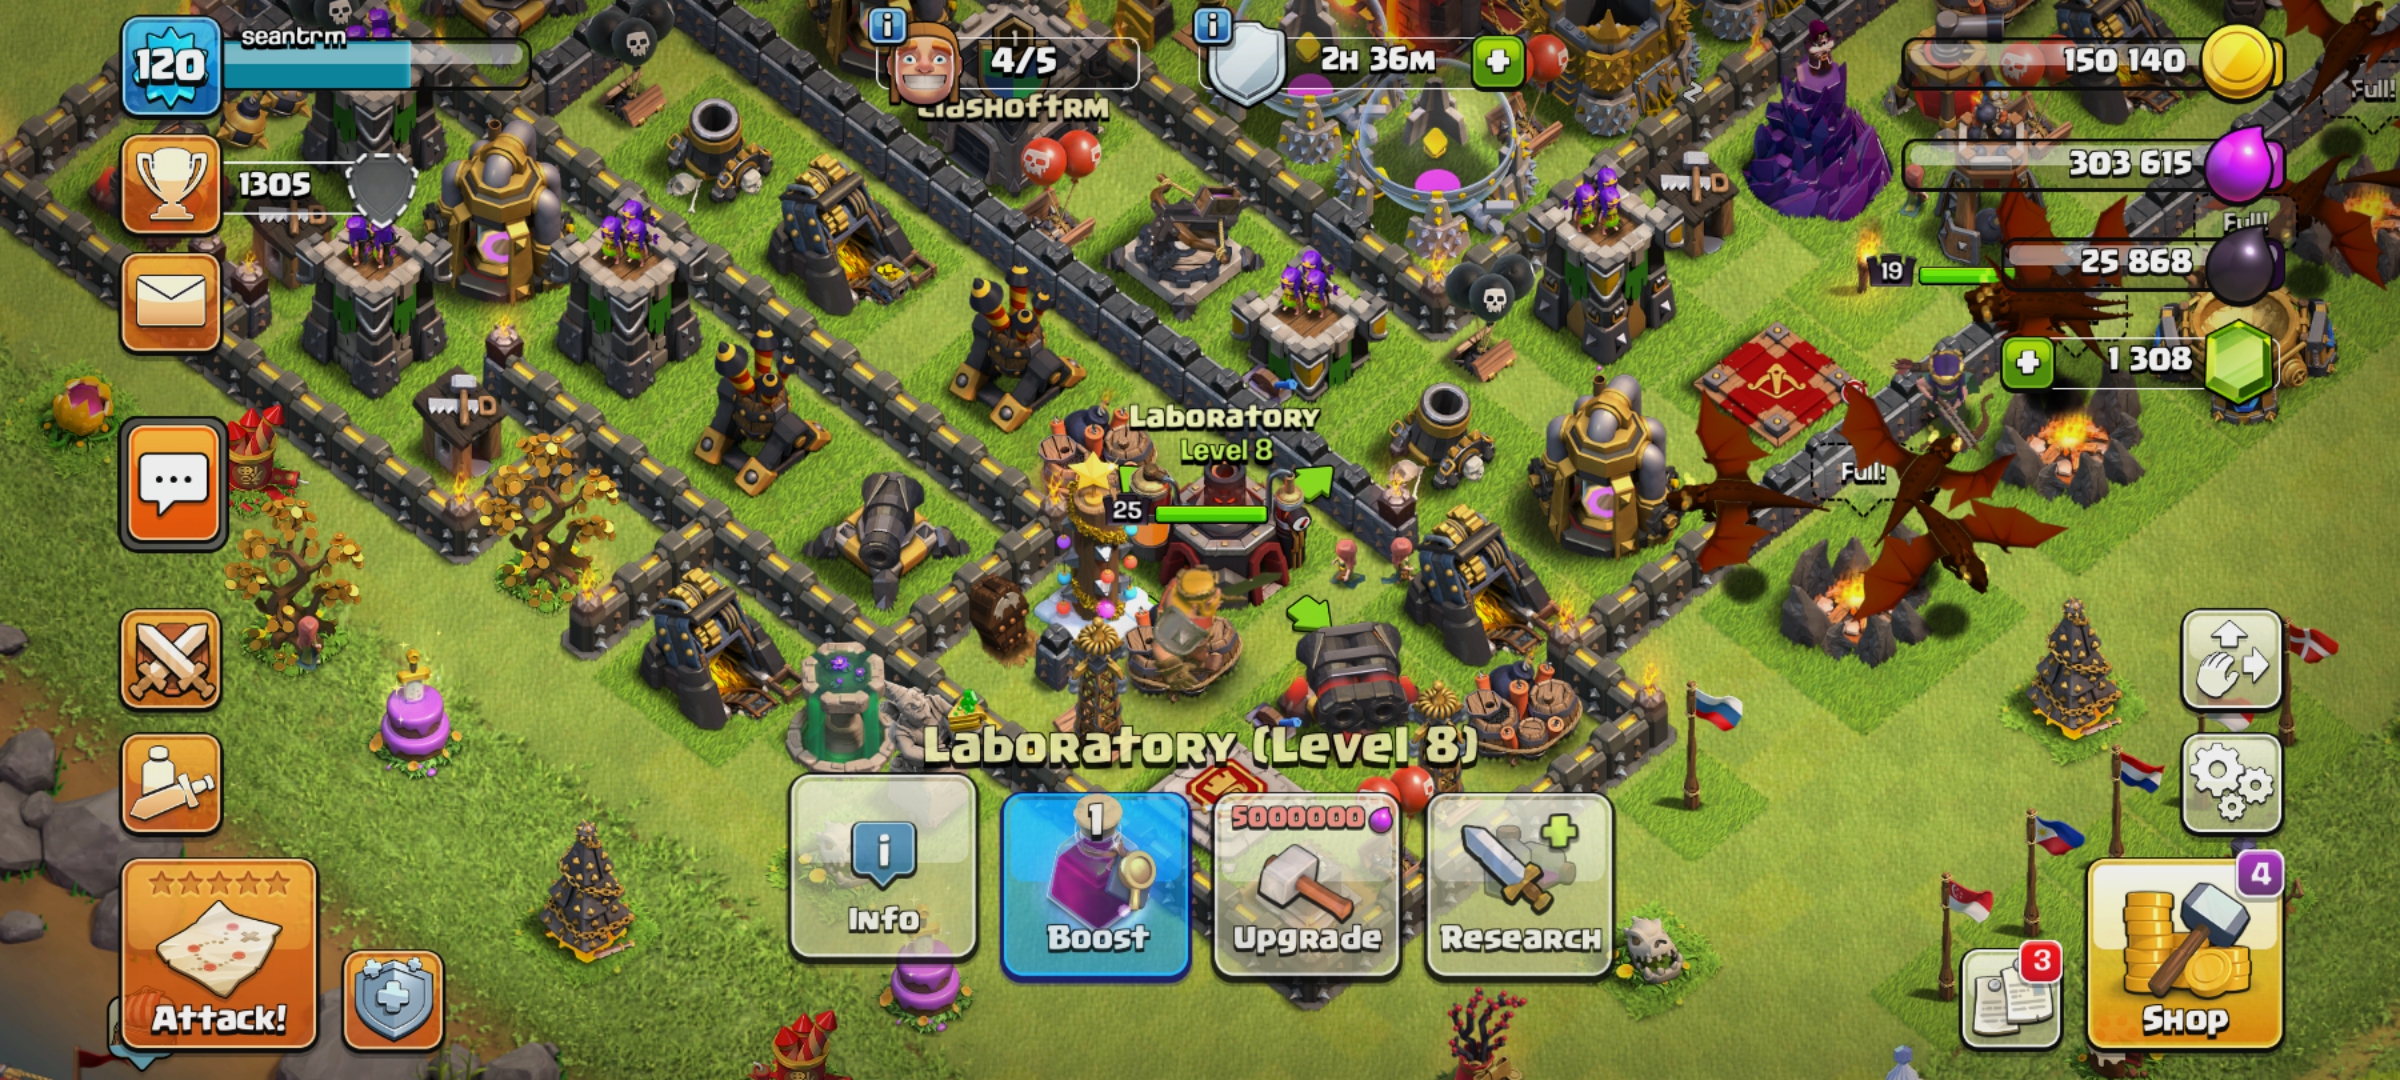 120
seantrm
4/5
2h 36m
150 140
ClashofTRM
Full!
1305
303 615
Full!
19
25 868
1 308
Laboratory
Level 8
Full!
25
Laboratory (Level 8)
1
5000000
Info
Boost
Upgrade
Research
4
3
Attack!
Shop